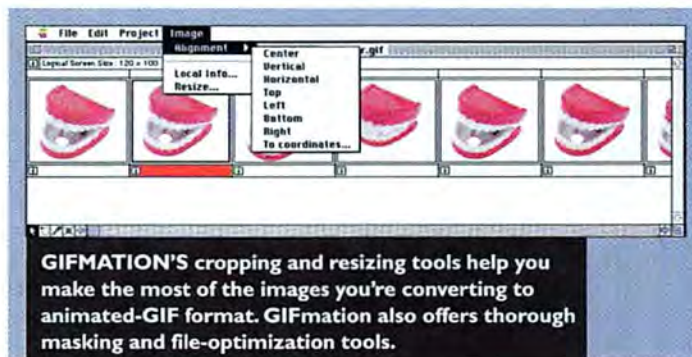 File Edit Project Image
Alignment
.gif
Logical Screen Size: 120 x 100
Local Info...
Resize...
Center
Vertical
Horizontal
Top
Left
Bottom
Right
To coordinates...
GIFMATION'S cropping and resizing tools help you
make the most of the images you're converting to
animated-GIF format. GIFmation also offers thorough
masking and file-optimization tools.